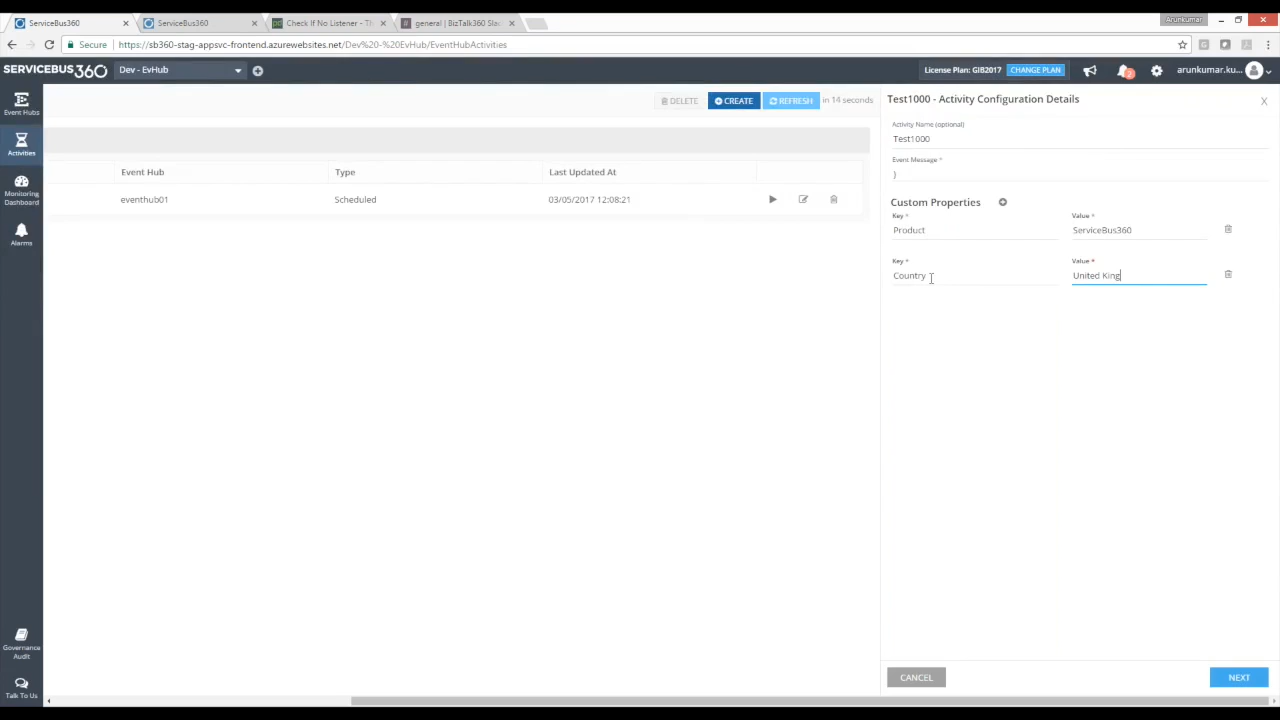 ServiceBus360
ServiceBus360
Check If No Listener - Th
general | BizTalk360 Slac
Arunkumar
Secure
https://sb360-stag-appsvc-frontend.azurewebsites.net/Dev%20-%20EvHub/EventHubActivities
SERVICEBUS360
Dev - EvHub
License Plan: GIB2017
CHANGE PLAN
2
arunkumar.ku...
Event Hubs
Activities
Monitoring
Dashboard
Alarms
Governance
Audit
Talk To Us
DELETE
CREATE
REFRESH
in 14 seconds
Event Hub
Type
Last Updated At
eventhub01
Scheduled
03/05/2017 12:08:21
Test1000 - Activity Configuration Details
X
Activity Name (optional)
Test1000
Event Message *
}
Custom Properties
Key *
Value *
Product
ServiceBus360
Key *
Value *
Country
United King
CANCEL
NEXT